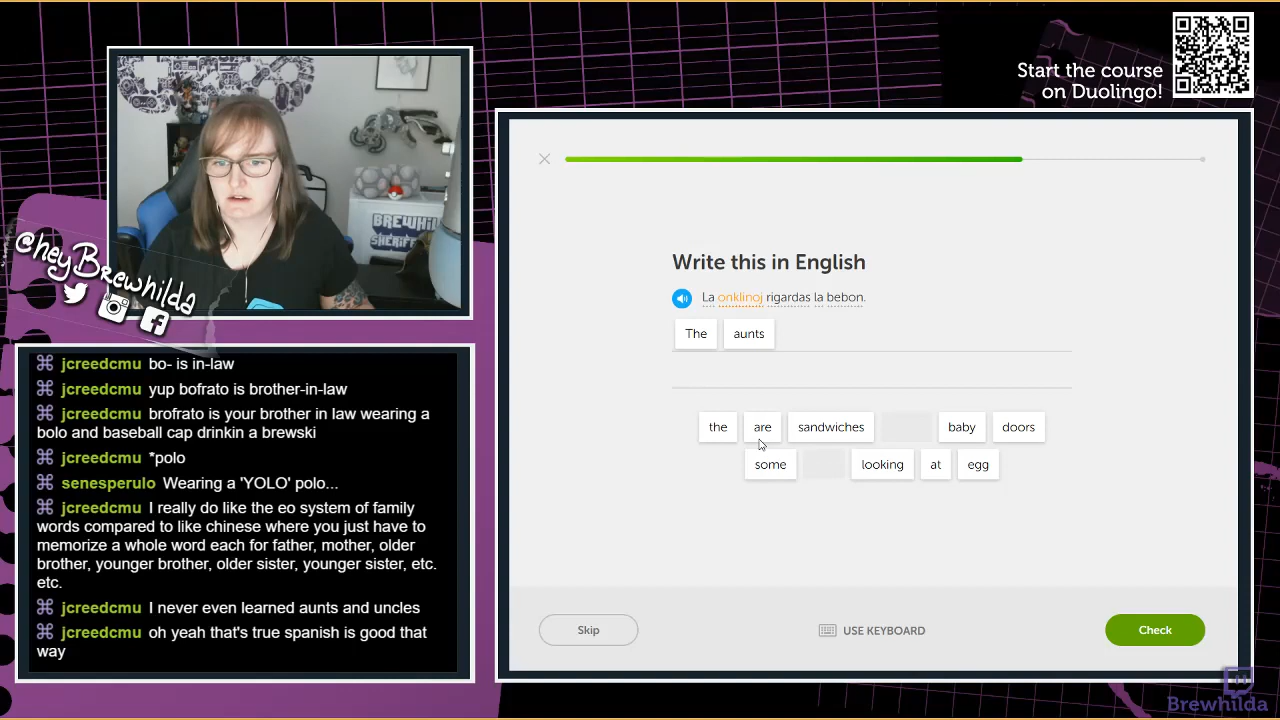 Start the course
on Duolingo!
BREWHIL
SHERIFF
@heyBrewhilda
Write this in English
La onklinoj rigardas la bebon.
The aunts
the are sandwiches baby doors
some looking at egg
Skip
USE KEYBOARD
Check
jcreedcmu bo- is in-law
jcreedcmu yup bofrato is brother-in-law
jcreedcmu brofrato is your brother in law wearing a
bolo and baseball cap drinkin a brewski
jcreedcmu *polo
senesperulo Wearing a 'YOLO' polo...
jcreedcmu I really do like the eo system of family
words compared to like chinese where you just have to
memorize a whole word each for father, mother, older
brother, younger brother, older sister, younger sister, etc.
etc.
jcreedcmu I never even learned aunts and uncles
jcreedcmu oh yeah that's true spanish is good that
way
Brewhilda